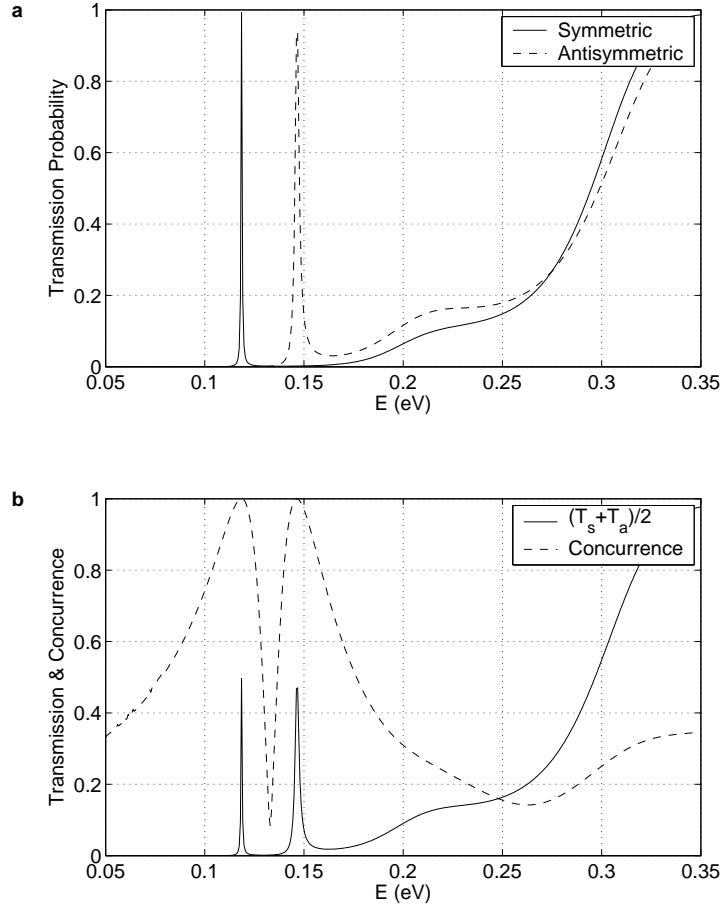 a
Symmetric
Antisymmetric
Transmission Probability
1
0.8
0.6
0.4
0.2
0
0.05 0.1 0.15 0.2 0.25 0.3 0.35
E (eV)
b
(T_s+T_a)/2
Concurrence
Transmission & Concurrence
1
0.8
0.6
0.4
0.2
0
0.05 0.1 0.15 0.2 0.25 0.3 0.35
E (eV)